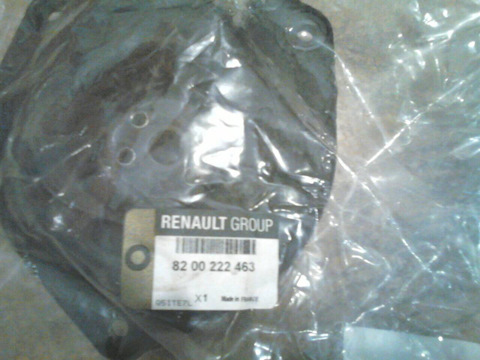 RENAULT GROUP
82 00 222 463
X1 Made in FRANCE